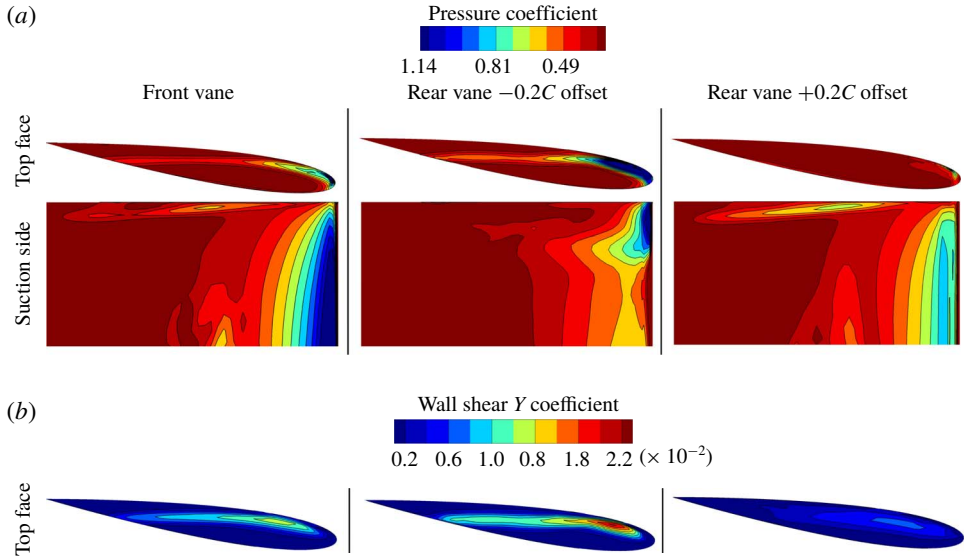 (a)
Pressure coefficient
1.14 0.81 0.49
Front vane
Rear vane −0.2C offset
Rear vane +0.2C offset
Top face
Suction side
(b)
Wall shear Y coefficient
0.2 0.6 1.0 0.8 1.8 2.2 (× 10⁻²)
Top face